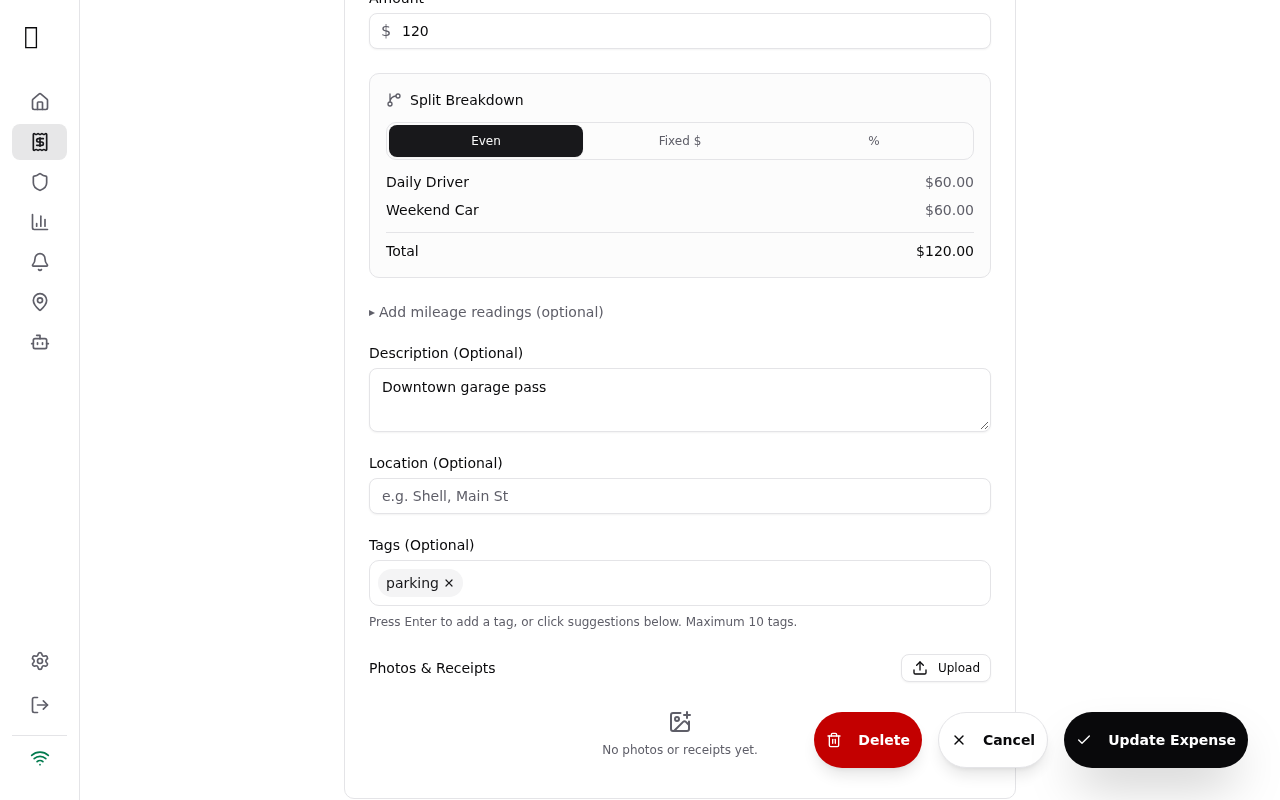 Amount
$ 120
Split Breakdown
Even Fixed $ %
Daily Driver $60.00
Weekend Car $60.00
Total $120.00
▸ Add mileage readings (optional)
Description (Optional)
Downtown garage pass
Location (Optional)
e.g. Shell, Main St
Tags (Optional)
parking ×
Press Enter to add a tag, or click suggestions below. Maximum 10 tags.
Photos & Receipts Upload
No photos or receipts yet.
Delete Cancel Update Expense